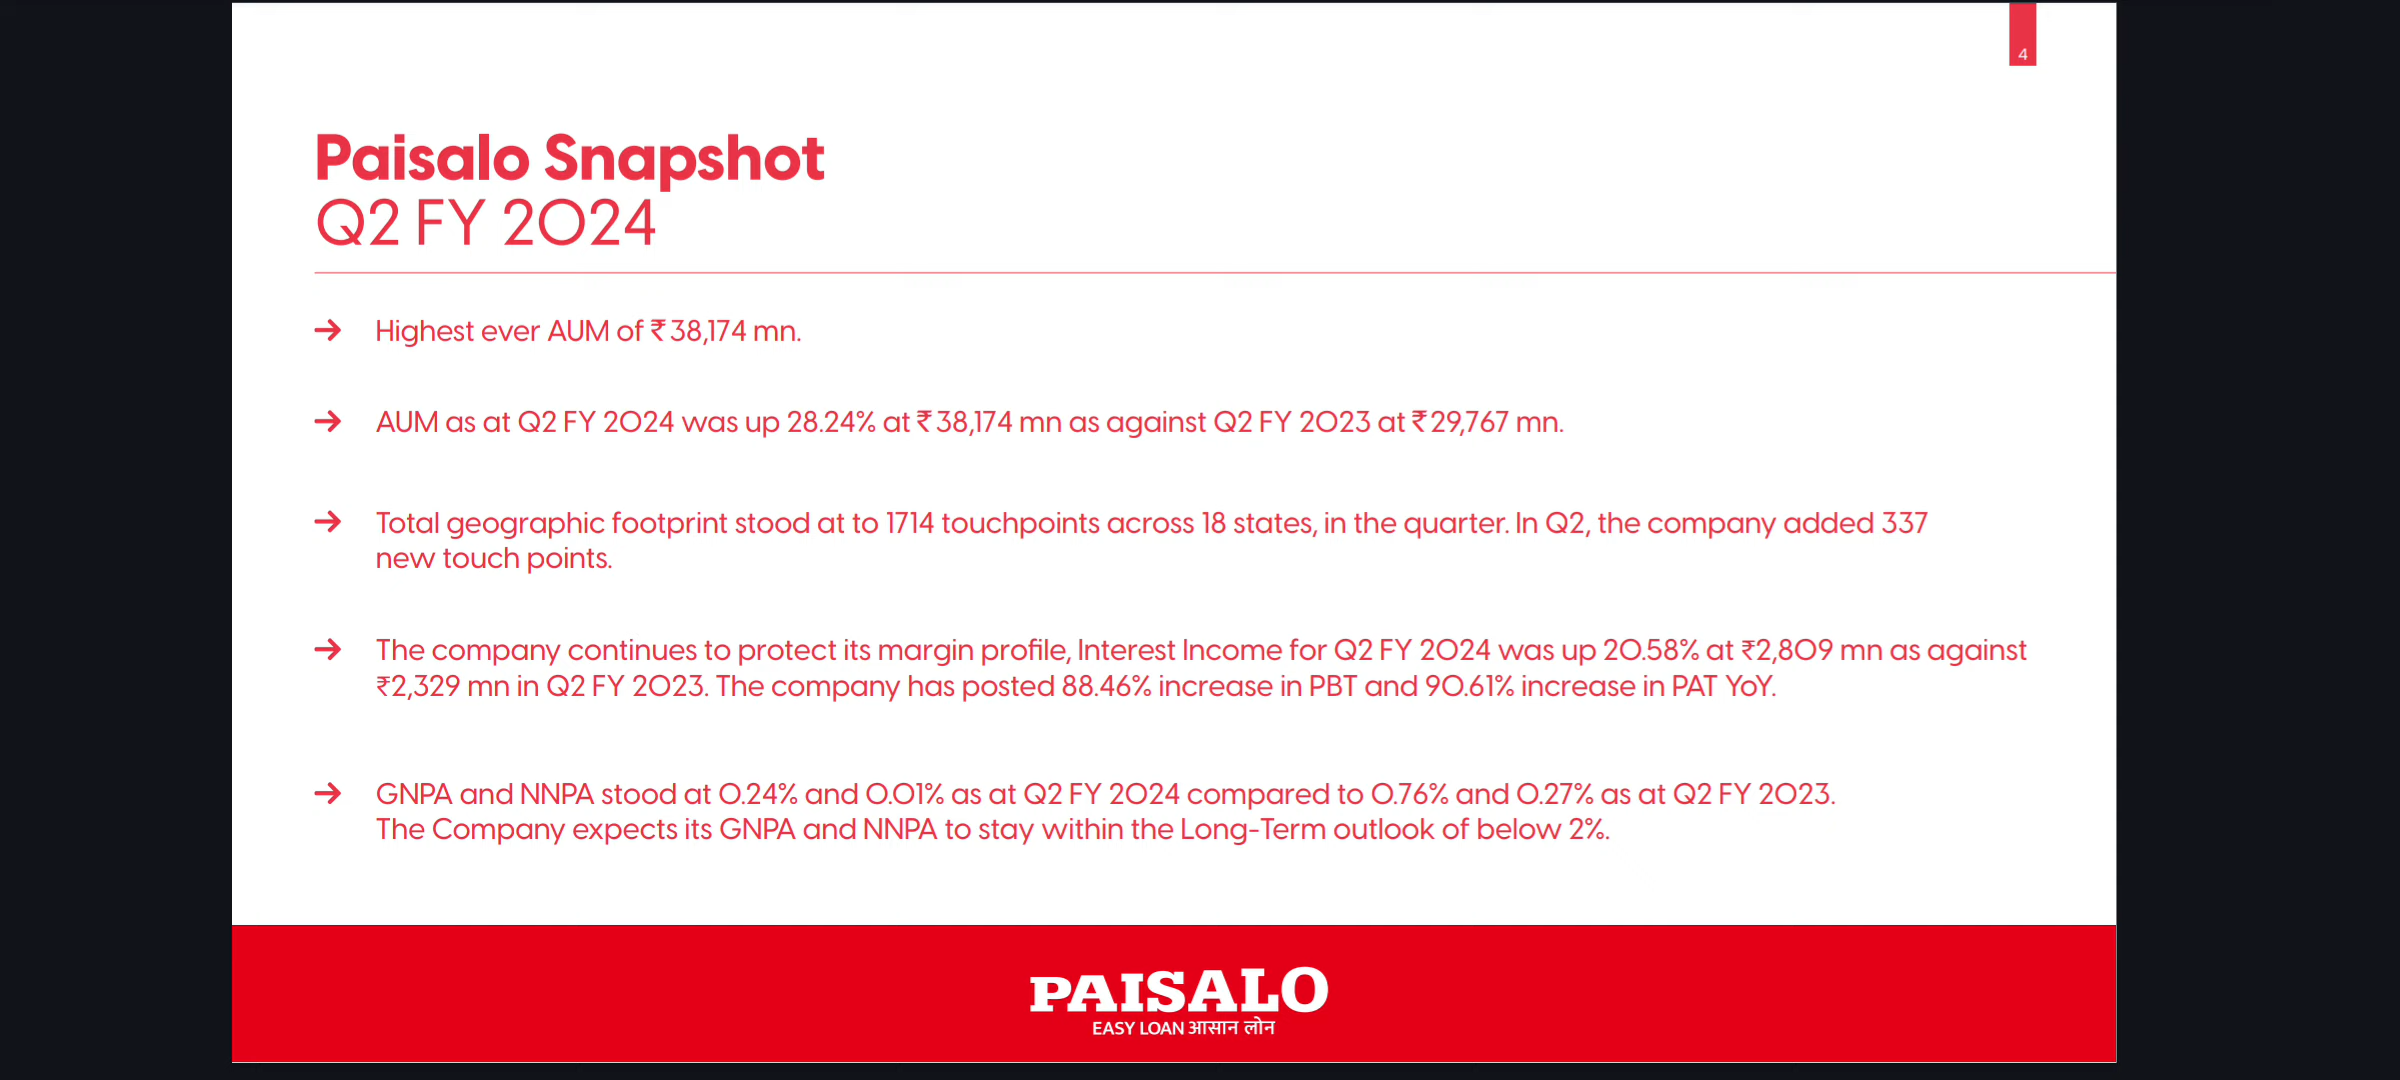 4
Paisalo Snapshot
Q2 FY 2024
→ Highest ever AUM of ₹38,174 mn.
→ AUM as at Q2 FY 2024 was up 28.24% at ₹38,174 mn as against Q2 FY 2023 at ₹29,767 mn.
→ Total geographic footprint stood at to 1714 touchpoints across 18 states, in the quarter. In Q2, the company added 337
new touch points.
→ The company continues to protect its margin profile, Interest Income for Q2 FY 2024 was up 20.58% at ₹2,809 mn as against
₹2,329 mn in Q2 FY 2023. The company has posted 88.46% increase in PBT and 90.61% increase in PAT YoY.
→ GNPA and NNPA stood at 0.24% and 0.01% as at Q2 FY 2024 compared to 0.76% and 0.27% as at Q2 FY 2023.
The Company expects its GNPA and NNPA to stay within the Long-Term outlook of below 2%.
PAISALO
EASY LOAN आसान लोन